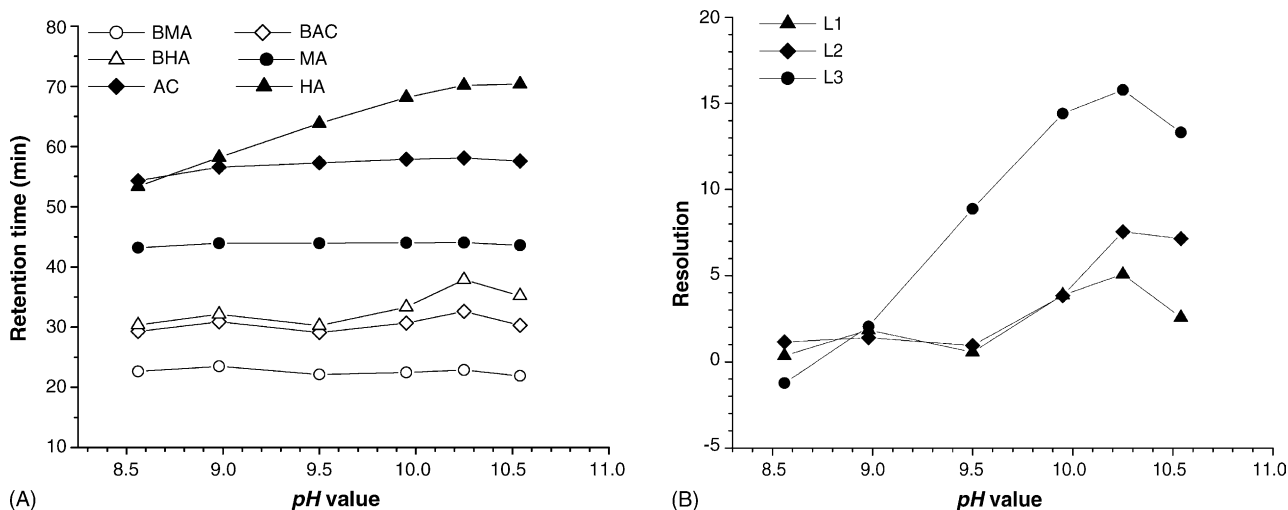 80
70
60
50
40
30
20
10
Retention time (min)
BMA BAC
BHA MA
AC HA
8.5 9.0 9.5 10.0 10.5 11.0
pH value
(A)
20
15
10
5
0
-5
Resolution
L1
L2
L3
8.5 9.0 9.5 10.0 10.5 11.0
pH value
(B)